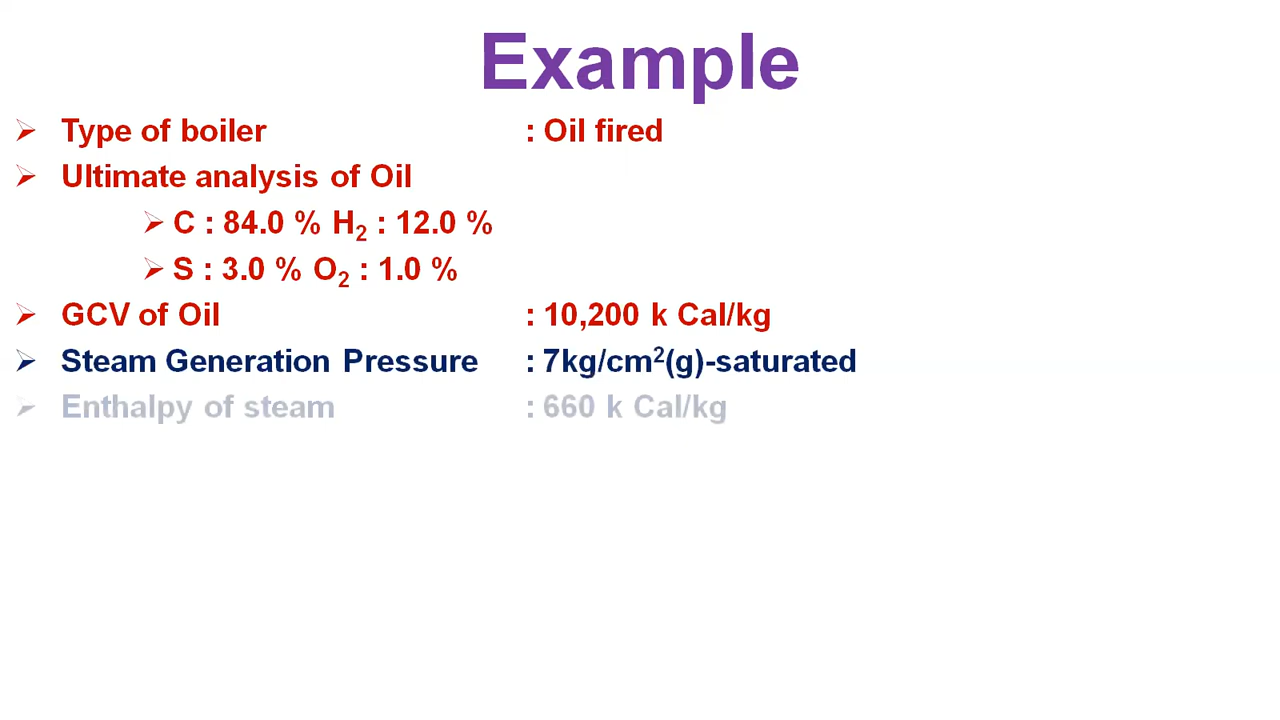 Example
Type of boiler : Oil fired
Ultimate analysis of Oil
C : 84.0 % H₂ : 12.0 %
S : 3.0 % O₂ : 1.0 %
GCV of Oil : 10,200 k Cal/kg
Steam Generation Pressure : 7kg/cm²(g)-saturated
Enthalpy of steam : 660 k Cal/kg